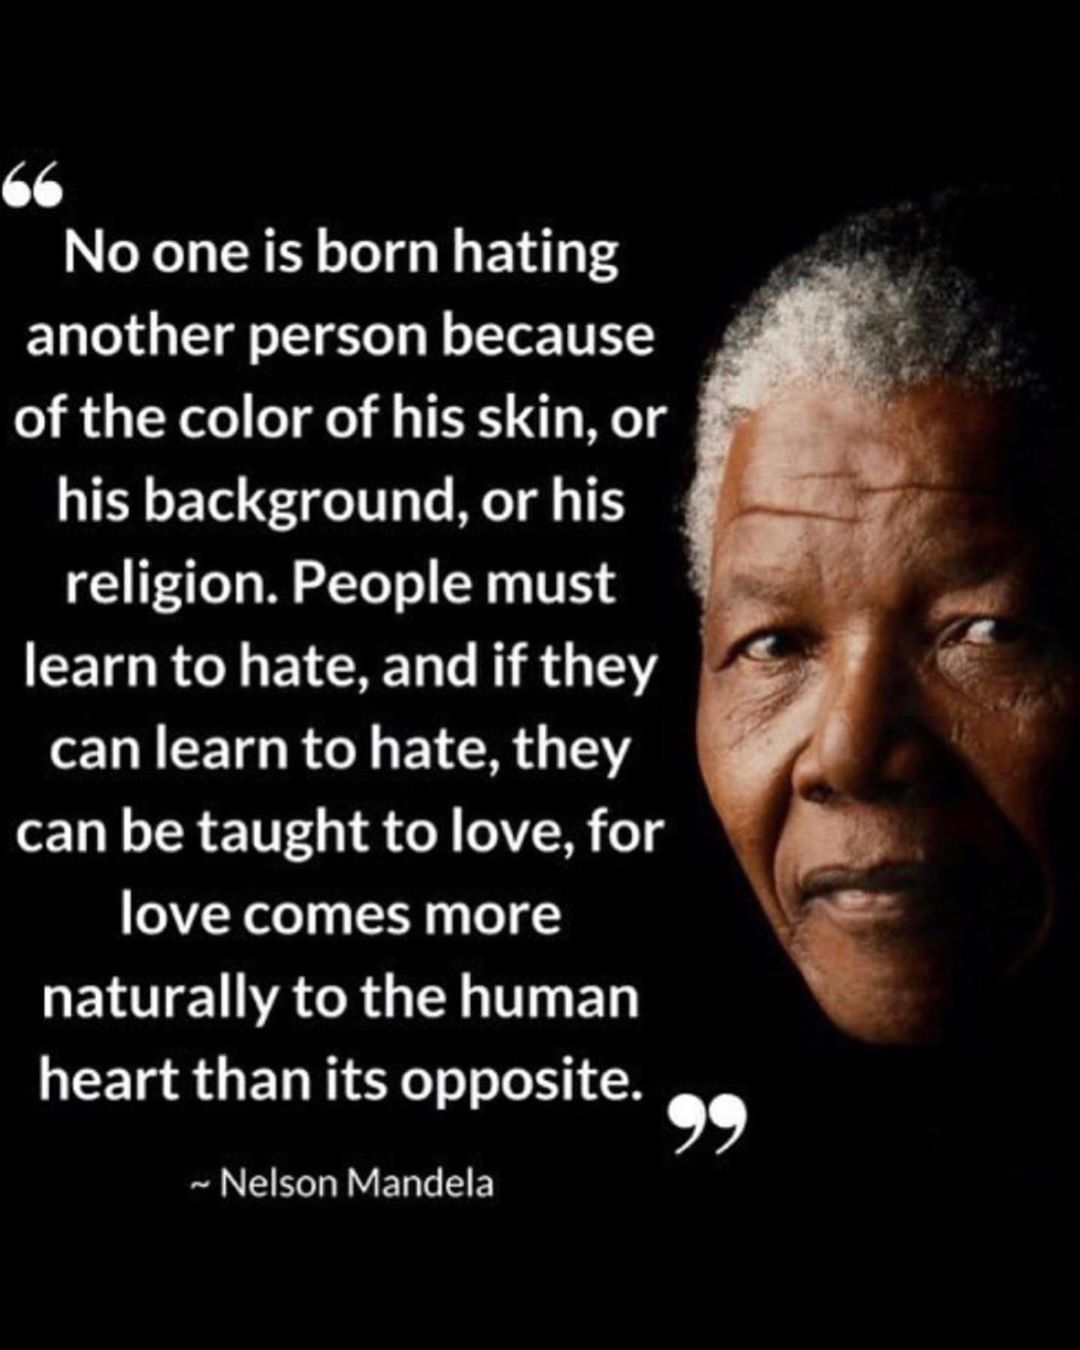 “
No one is born hating
another person because
of the color of his skin, or
his background, or his
religion. People must
learn to hate, and if they
can learn to hate, they
can be taught to love, for
love comes more
naturally to the human
heart than its opposite.
”
~ Nelson Mandela